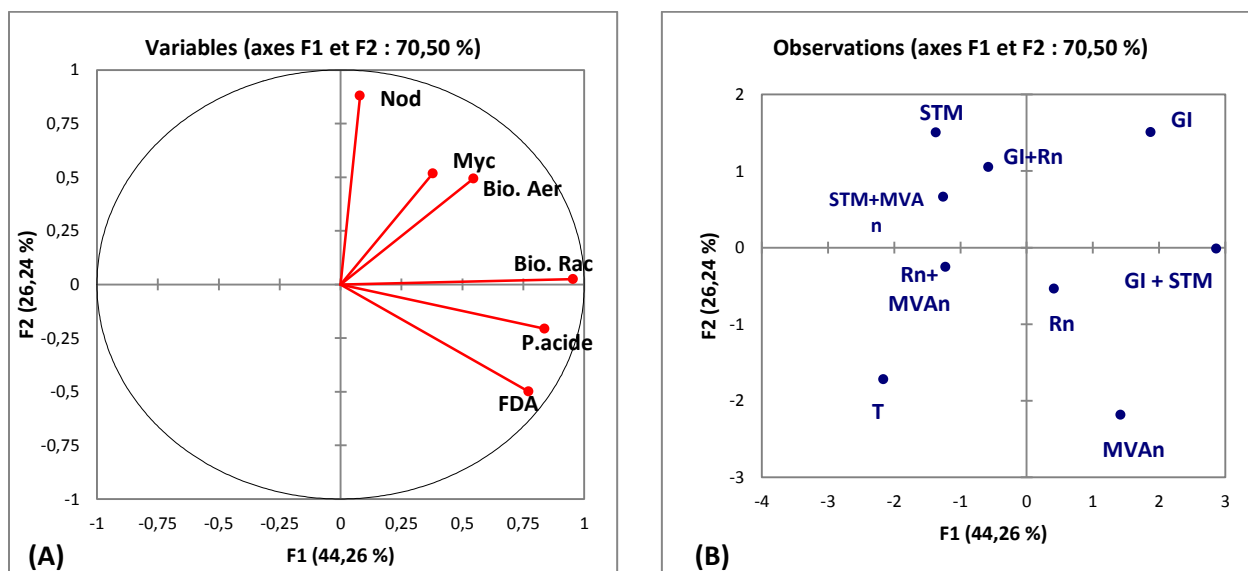 Variables (axes F1 et F2 : 70,50 %)
1
0,75
0,5
0,25
0
-0,25
-0,5
-0,75
-1
F2 (26,24 %)
Nod
Myc
Bio. Aer
Bio. Rac
P.acide
FDA
-1
-0,75
-0,5
-0,25
0
0,25
0,5
0,75
1
F1 (44,26 %)
(A)
Observations (axes F1 et F2 : 70,50 %)
2
1
0
-1
-2
-3
F2 (26,24 %)
STM
GI
GI+Rn
STM+MVA
n
Rn+
MVAn
GI + STM
Rn
T
MVAn
-4
-3
-2
-1
0
1
2
3
F1 (44,26 %)
(B)